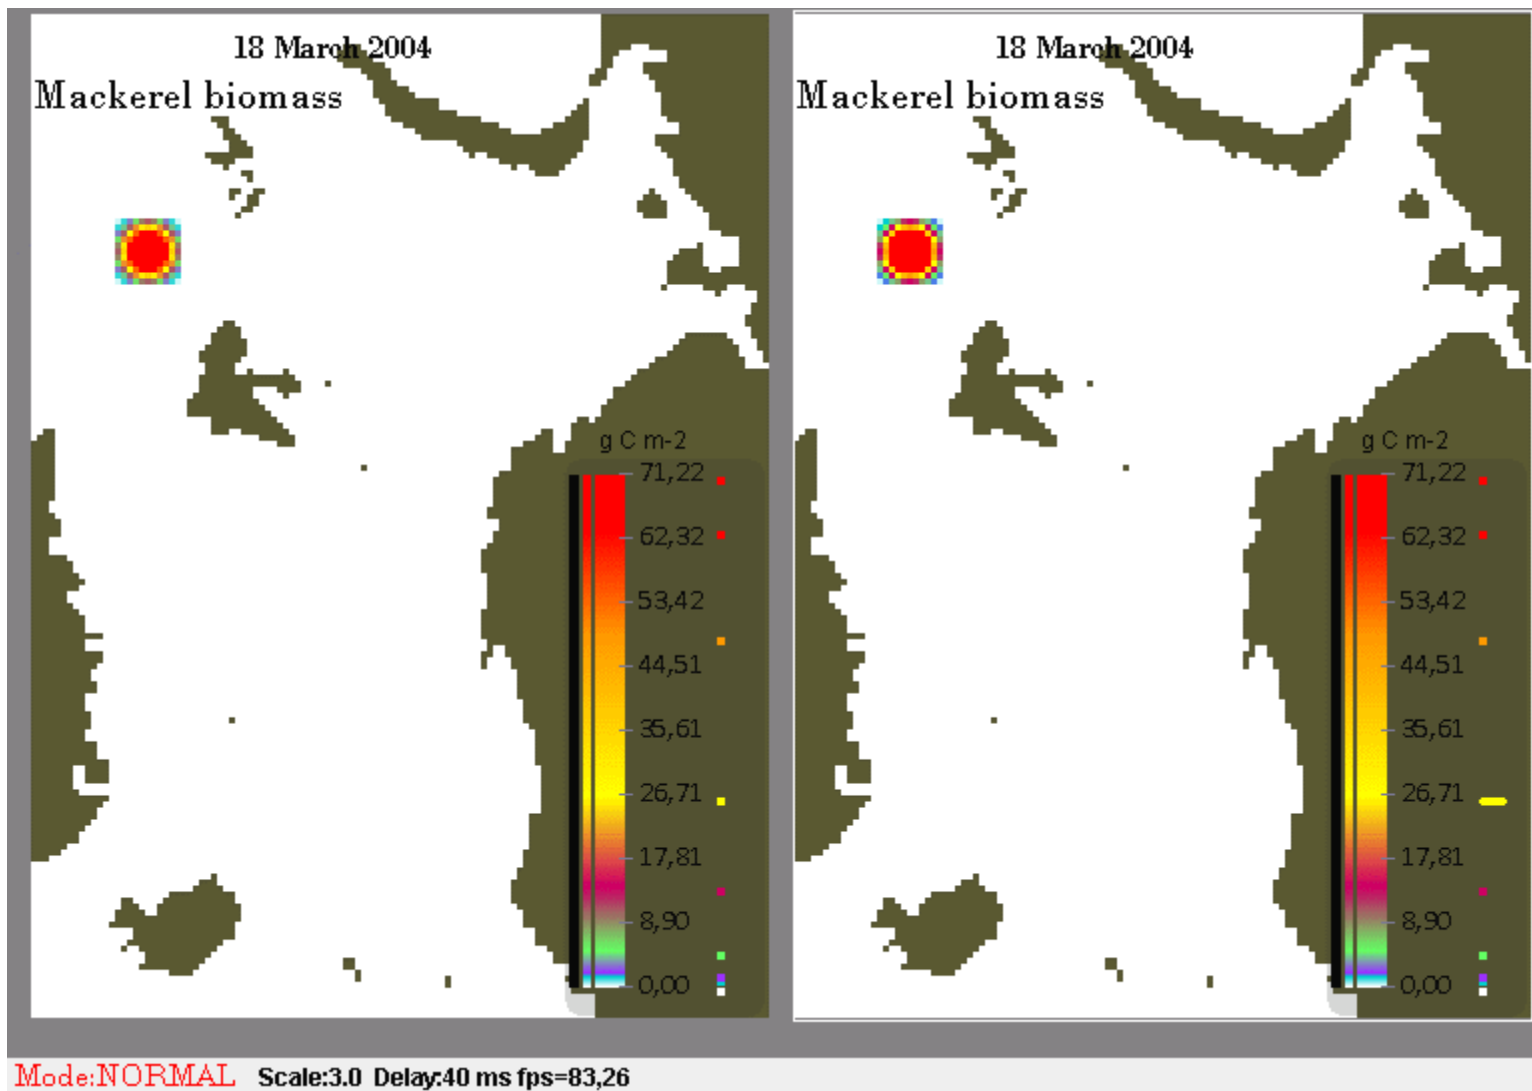 18 March 2004
Mackerel biomass
g C m-2
71,22
62,32
53,42
44,51
35,61
26,71
17,81
8,90
0,00
18 March 2004
Mackerel biomass
g C m-2
71,22
62,32
53,42
44,51
35,61
26,71
17,81
8,90
0,00
Mode:NORMAL Scale:3.0 Delay:40 ms fps=83,26